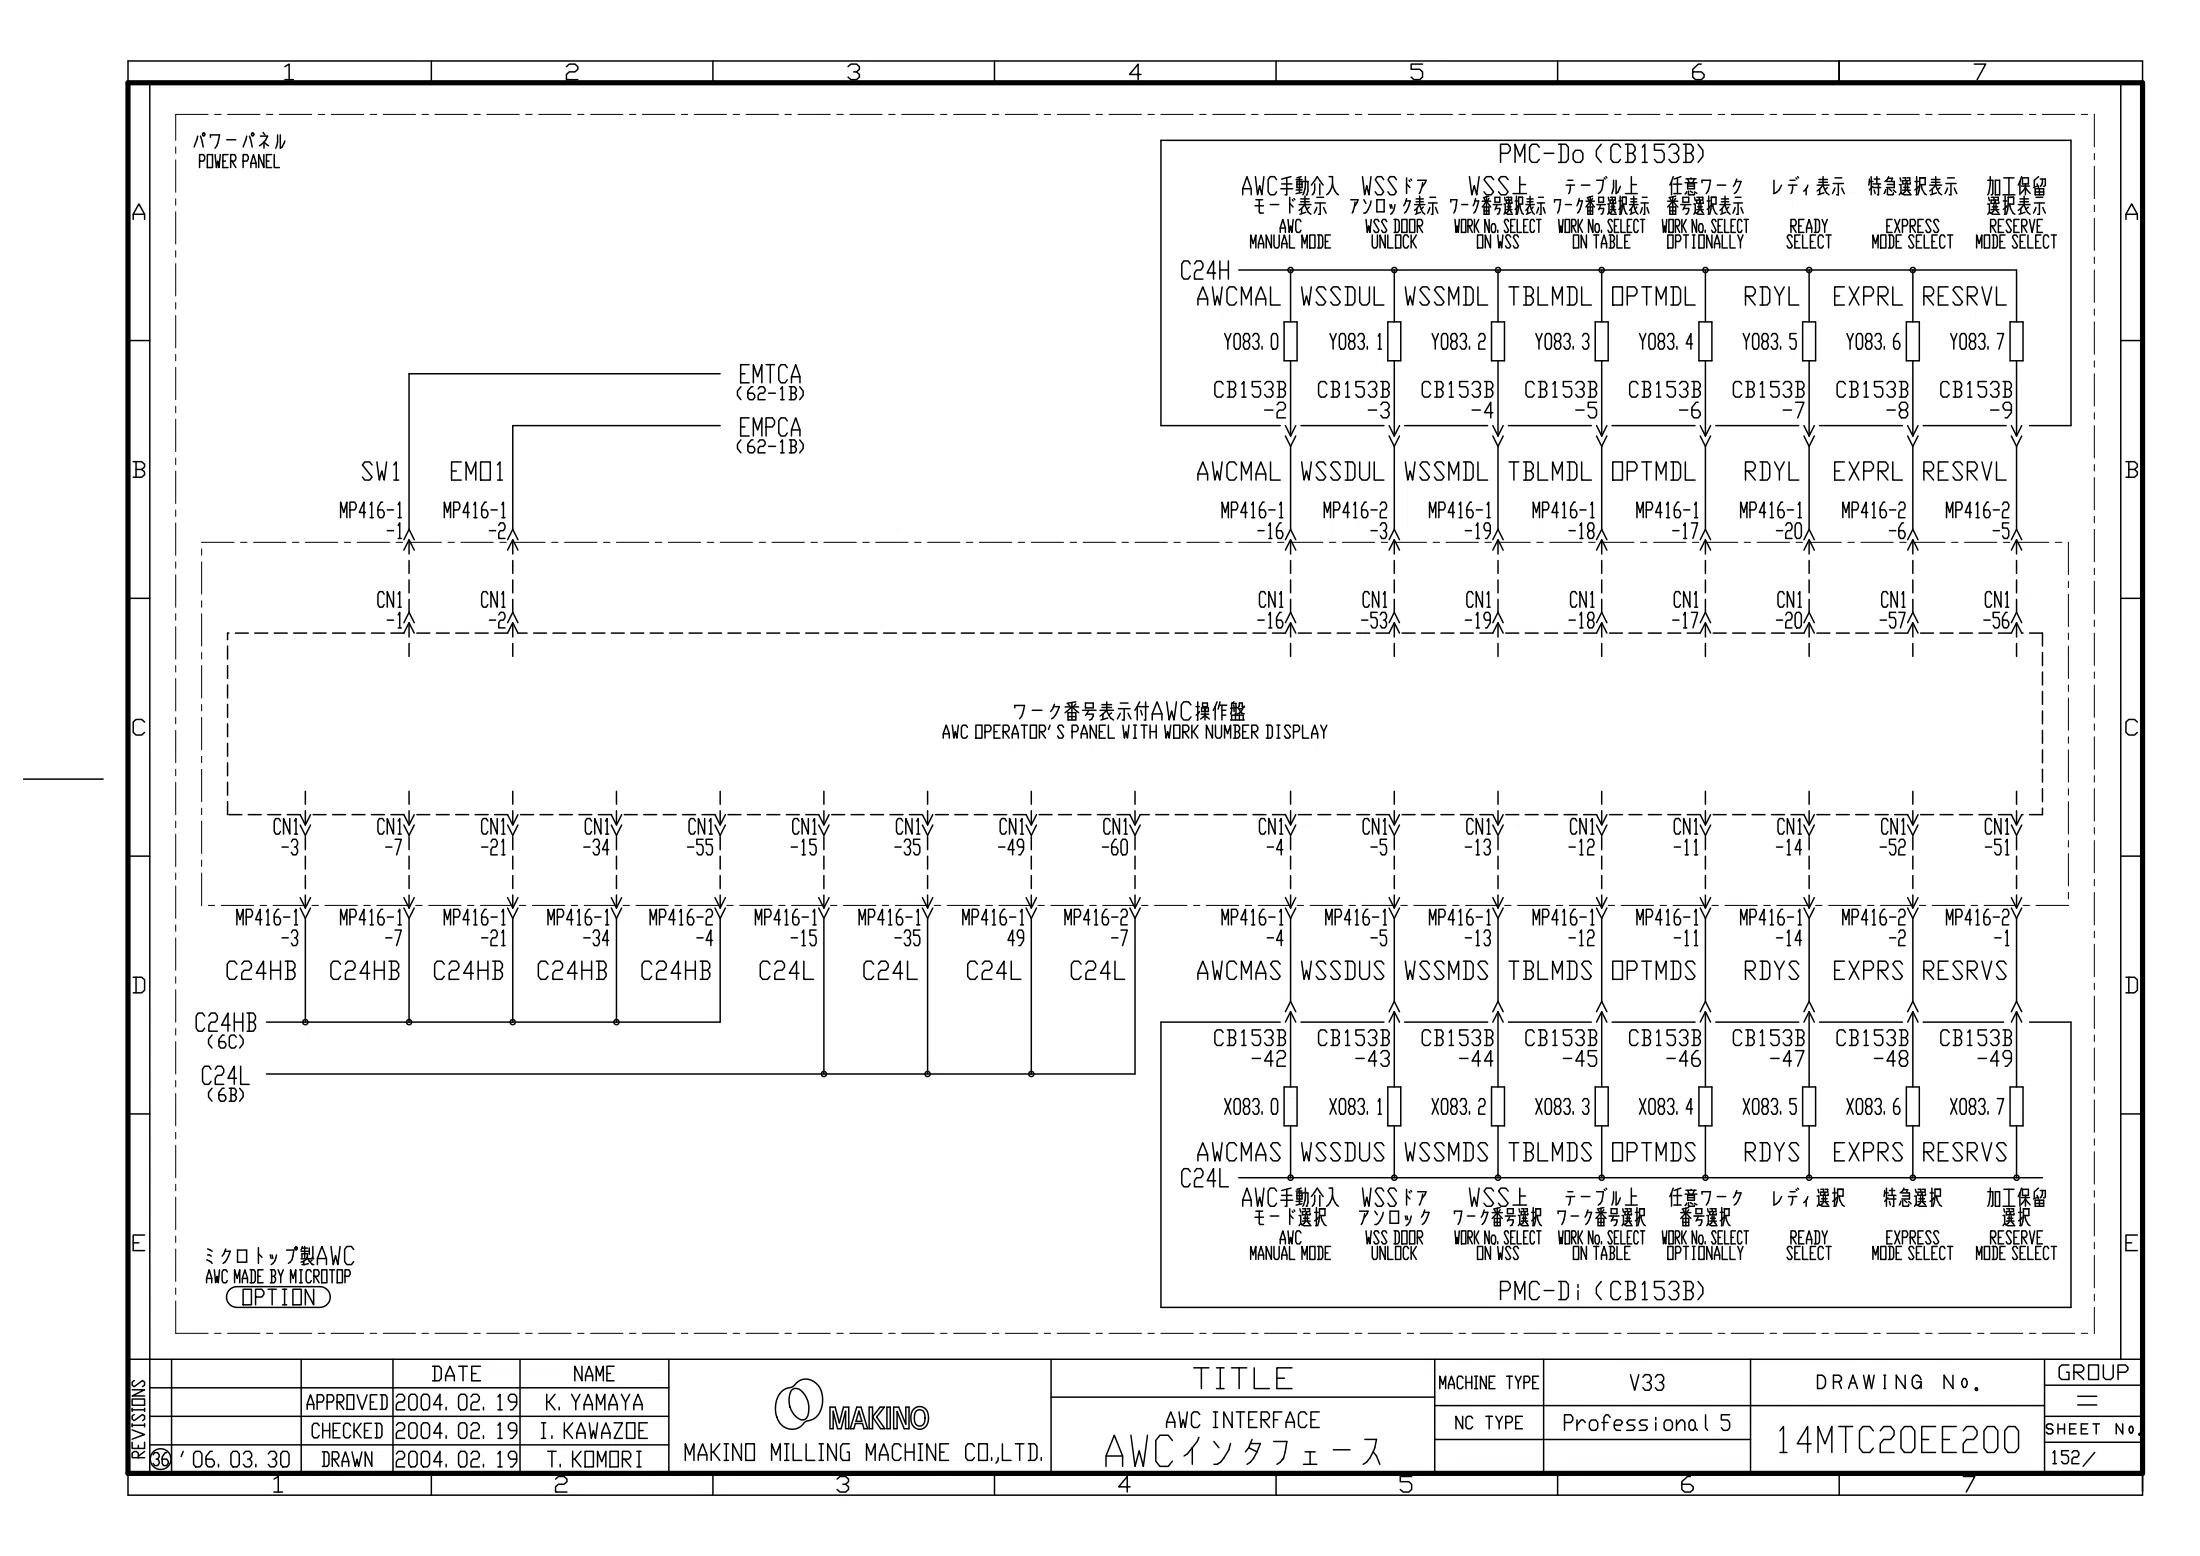 1 2 3 4 5 6 7
パワーパネル
POWER PANEL
PMC-Do (CB153B)
AWC手動介入 WSSドア WSS上 テーブル上 任意ワーク レディ表示 特急選択表示 加工保留
モード表示 アンロック表示 ワーク番号選択表示 ワーク番号選択表示 番号選択表示 選択表示
AWC WSS DOOR WORK No. SELECT WORK No. SELECT WORK No. SELECT READY EXPRESS RESERVE
MANUAL MODE UNLOCK ON WSS ON TABLE OPTIONALLY SELECT MODE SELECT MODE SELECT
A A
C24H
AWCMAL WSSDUL WSSMDL TBLMDL OPTMDL RDYL EXPRL RESRVL
Y083.0 Y083.1 Y083.2 Y083.3 Y083.4 Y083.5 Y083.6 Y083.7
EMTCA
(62-1B)
CB153B CB153B CB153B CB153B CB153B CB153B CB153B CB153B
-2 -3 -4 -5 -6 -7 -8 -9
EMPCA
(62-1B)
B SW1 EM01 AWCMAL WSSDUL WSSMDL TBLMDL OPTMDL RDYL EXPRL RESRVL B
MP416-1 MP416-1 MP416-1 MP416-2 MP416-1 MP416-1 MP416-1 MP416-1 MP416-2 MP416-2
-1 -2 -16 -3 -19 -18 -17 -20 -6 -5
CN1 CN1 CN1 CN1 CN1 CN1 CN1 CN1 CN1 CN1
-1 -2 -16 -53 -19 -18 -17 -20 -57 -56
ワーク番号表示付AWC操作盤
AWC OPERATOR'S PANEL WITH WORK NUMBER DISPLAY
C C
CN1 CN1 CN1 CN1 CN1 CN1 CN1 CN1 CN1 CN1 CN1 CN1 CN1 CN1 CN1 CN1 CN1
-3 -7 -21 -34 -55 -15 -35 -49 -60 -4 -5 -13 -12 -11 -14 -52 -51
MP416-1 MP416-1 MP416-1 MP416-1 MP416-2 MP416-1 MP416-1 MP416-1 MP416-2 MP416-1 MP416-1 MP416-1 MP416-1 MP416-1 MP416-1 MP416-2 MP416-2
-3 -7 -21 -34 -4 -15 -35 49 -7 -4 -5 -13 -12 -11 -14 -2 -1
C24HB C24HB C24HB C24HB C24HB C24L C24L C24L C24L AWCMAS WSSDUS WSSMDS TBLMDS OPTMDS RDYS EXPRS RESRVS
D D
C24HB
(6C)
CB153B CB153B CB153B CB153B CB153B CB153B CB153B CB153B
-42 -43 -44 -45 -46 -47 -48 -49
C24L
(6B)
X083.0 X083.1 X083.2 X083.3 X083.4 X083.5 X083.6 X083.7
AWCMAS WSSDUS WSSMDS TBLMDS OPTMDS RDYS EXPRS RESRVS
C24L
AWC手動介入 WSSドア WSS上 テーブル上 任意ワーク レディ選択 特急選択 加工保留
モード選択 アンロック ワーク番号選択 ワーク番号選択 番号選択 選択
AWC WSS DOOR WORK No. SELECT WORK No. SELECT WORK No. SELECT READY EXPRESS RESERVE
MANUAL MODE UNLOCK ON WSS ON TABLE OPTIONALLY SELECT MODE SELECT MODE SELECT
E E
PMC-Di (CB153B)
ミクロトップ製AWC
AWC MADE BY MICROTOP
OPTION
REVISIONS
36 '06.03.30
DATE NAME
APPROVED 2004.02.19 K. YAMAYA
CHECKED 2004.02.19 I. KAWAZOE
DRAWN 2004.02.19 T. KOMORI
MAKINO
MAKINO MILLING MACHINE CO.,LTD.
TITLE
AWC INTERFACE
AWCインタフェース
MACHINE TYPE V33
NC TYPE Professional 5
DRAWING No.
14MTC20EE200
GROUP
=
SHEET No.
152/
1 2 3 4 5 6 7